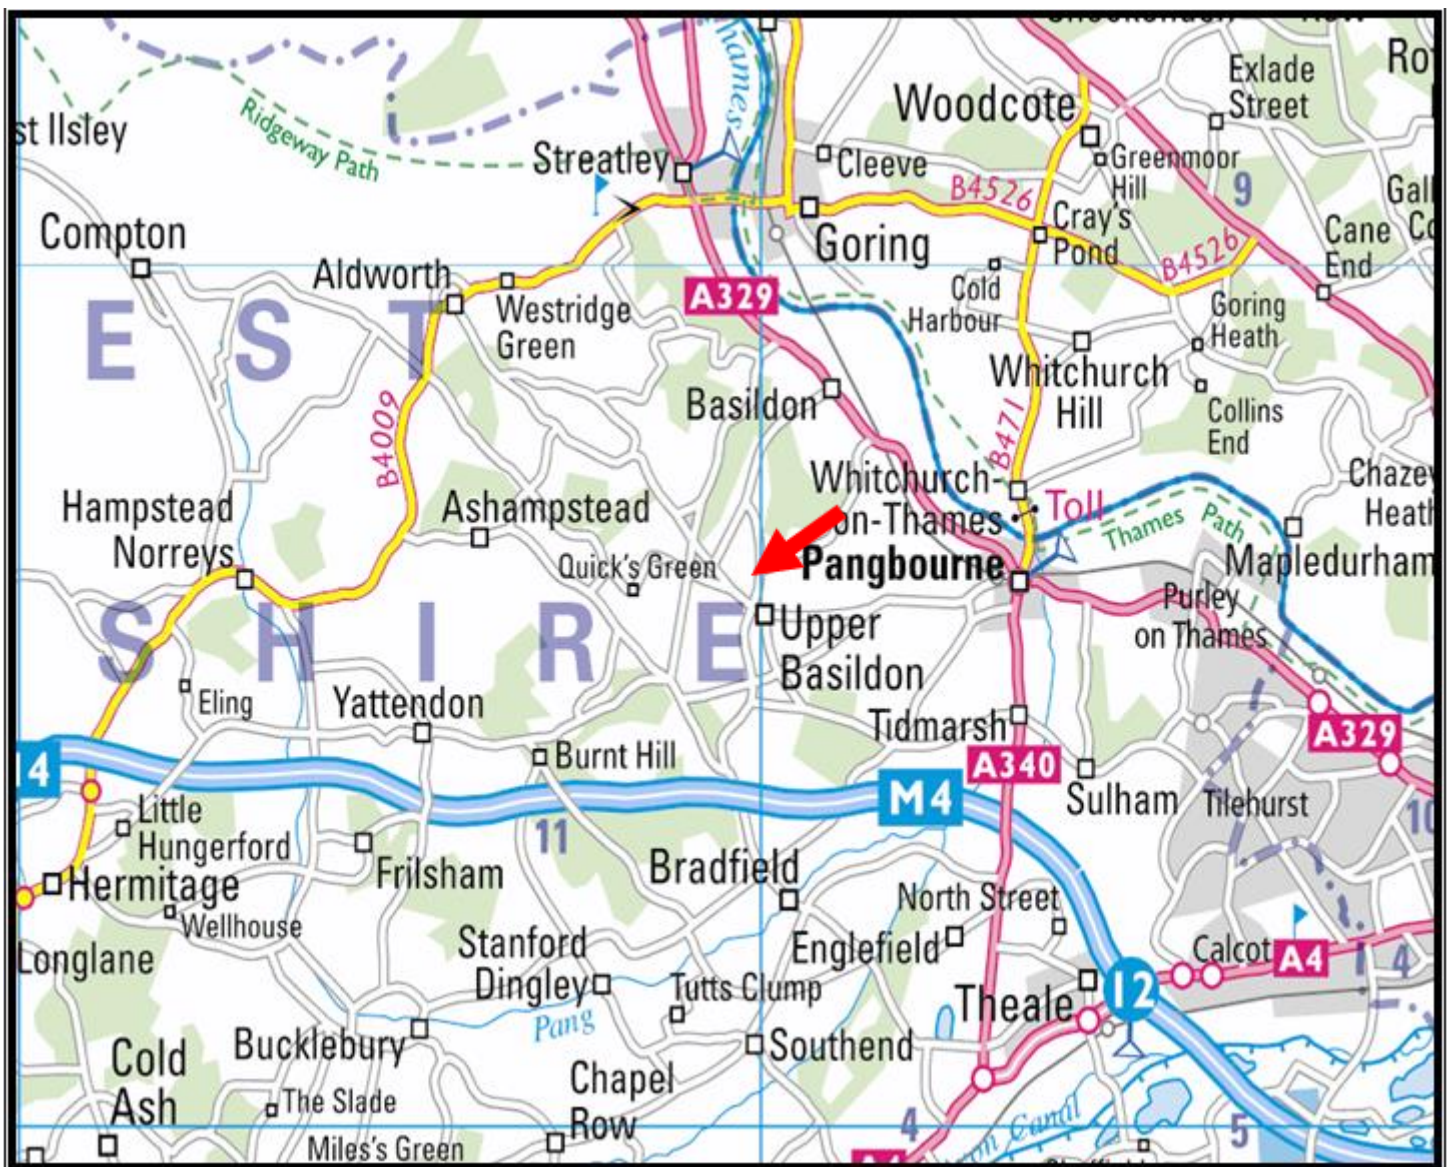 Thames
Woodcote
Exlade
Street
st Ilsley
Ridgeway Path
Streatley
Cleeve
Greenmoor
Hill
9
B4526
Cray's
Pond
Compton
Goring
B4526
Cane
End
Aldworth
Westridge
Green
A329
Cold
Harbour
Goring
Heath
E S T
Whitchurch
Hill
Basildon
Collins
End
B4009
B471
Whitchurch-
on-Thames
Toll
Thames Path
Hampstead
Norreys
Ashampstead
Quick's Green
Pangbourne
Mapledurham
Purley
on Thames
S H I R E
Upper
Basildon
Eling
Yattendon
Tidmarsh
A329
Burnt Hill
A340
M4
Sulham
Tilehurst
10
Little
Hungerford
11
Hermitage
Frilsham
Bradfield
North Street
Wellhouse
Longlane
Stanford
Dingley
Englefield
Calcot
A4
4
Tutts Clump
Theale
12
Pang
Bucklebury
Southend
Cold
Ash
Chapel
Row
The Slade
Miles's Green
4
Canal
5